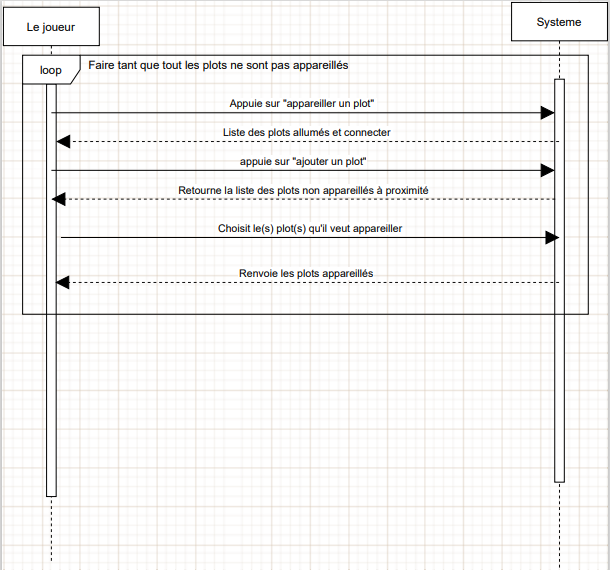 Le joueur
Systeme
loop
Faire tant que tout les plots ne sont pas appareillés
Appuie sur "appareiller un plot"
Liste des plots allumés et connecter
appuie sur "ajouter un plot"
Retourne la liste des plots non appareillés à proximité
Choisit le(s) plot(s) qu'il veut appareiller
Renvoie les plots appareillés